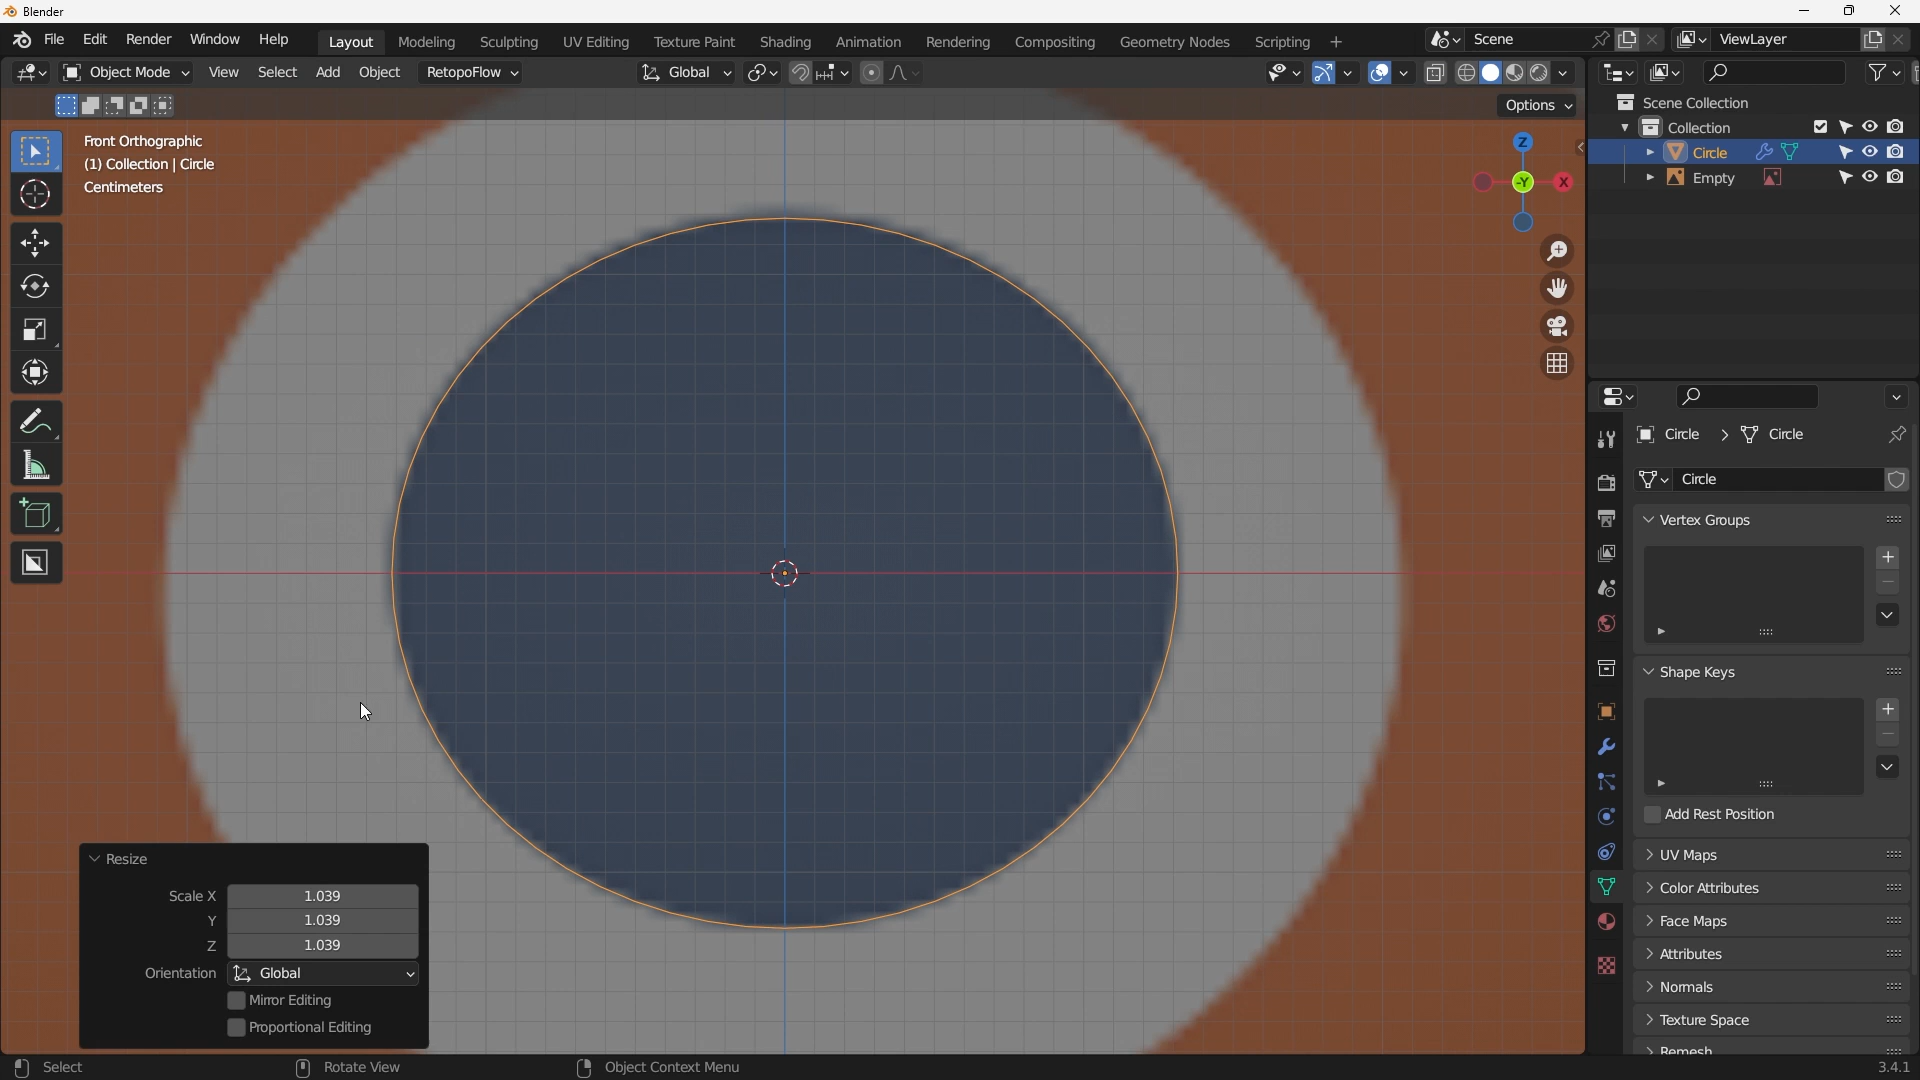 Blender
File Edit Render Window Help Layout Modeling Sculpting UV Editing Texture Paint Shading Animation Rendering Compositing Geometry Nodes Scripting + Scene ViewLayer
Object Mode View Select Add Object RetopoFlow Global
Options
Front Orthographic
(1) Collection | Circle
Centimeters
Z
-Y X
Scene Collection
Collection
Circle
Empty
Circle > Circle
Circle
Vertex Groups
Shape Keys
Add Rest Position
UV Maps
Color Attributes
Face Maps
Attributes
Normals
Texture Space
Remesh
Resize
Scale X 1.039
Y 1.039
Z 1.039
Orientation Global
Mirror Editing
Proportional Editing
Select Rotate View Object Context Menu 3.4.1